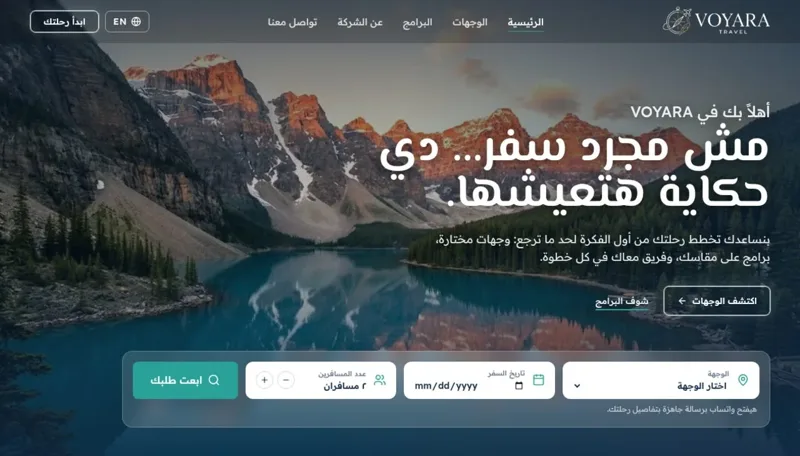 VOYARA
TRAVEL
الرئيسية
الوجهات
البرامج
عن الشركة
تواصل معنا
EN
ابدأ رحلتك
أهلاً بك في VOYARA
مش مجرد سفر... دي
حكاية هتعيشها.
بنساعدك تخطط رحلتك من أول الفكرة لحد ما ترجع: وجهات مختارة،
برامج على مقاسك، وفريق معاك في كل خطوة.
اكتشف الوجهات ←
شوف البرامج
الوجهة
اختار الوجهة
تاريخ السفر
mm/dd/yyyy
عدد المسافرين
٢ مسافران
− +
ابعت طلبك
هيفتح واتساب برسالة جاهزة بتفاصيل رحلتك.